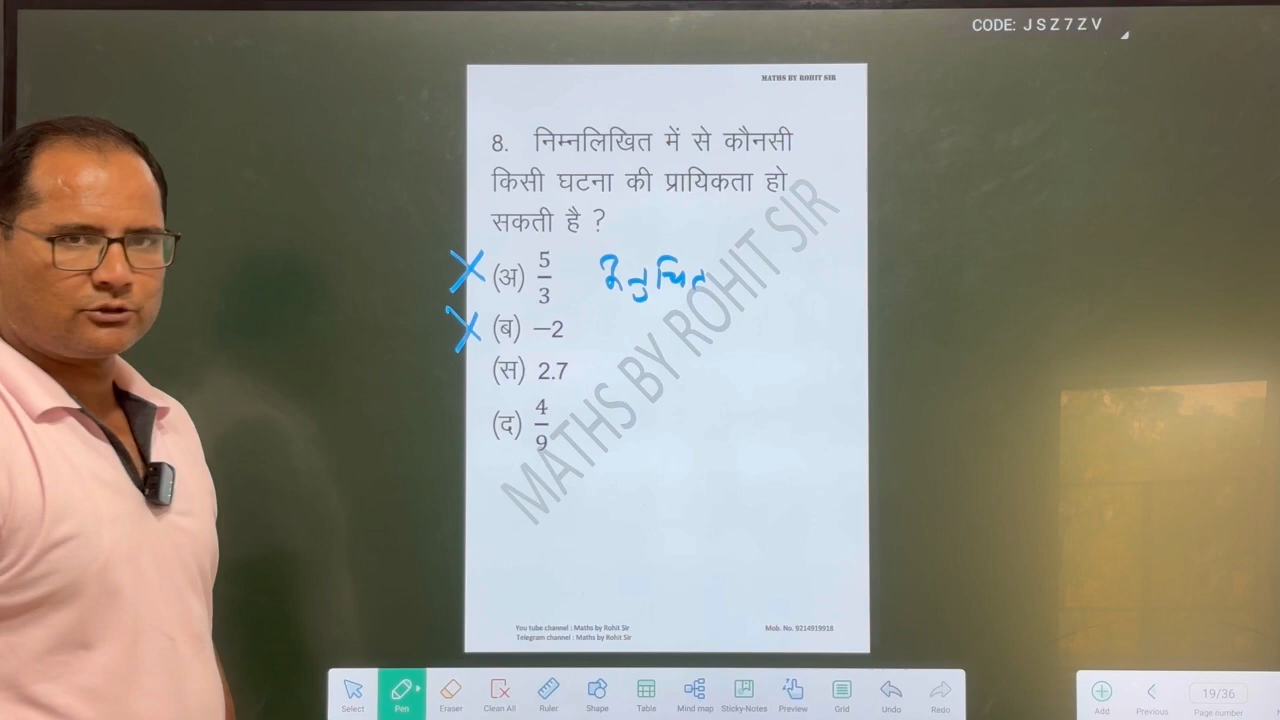 CODE: J S Z 7 Z V
MATHS BY ROHIT SIR
8. निम्नलिखित में से कौनसी
किसी घटना की प्रायिकता हो
सकती है ?
(अ) 5/3
(ब) –2
(स) 2.7
(द) 4/9
MATHS BY ROHIT SIR
You tube channel : Maths by Rohit Sir
Telegram channel : Maths by Rohit Sir
Mob. No. 9214919918
Select Pen Eraser Clean All Ruler Shape Table Mind map Sticky-Notes Preview Grid Undo Redo
Add Previous 19/36
Page number